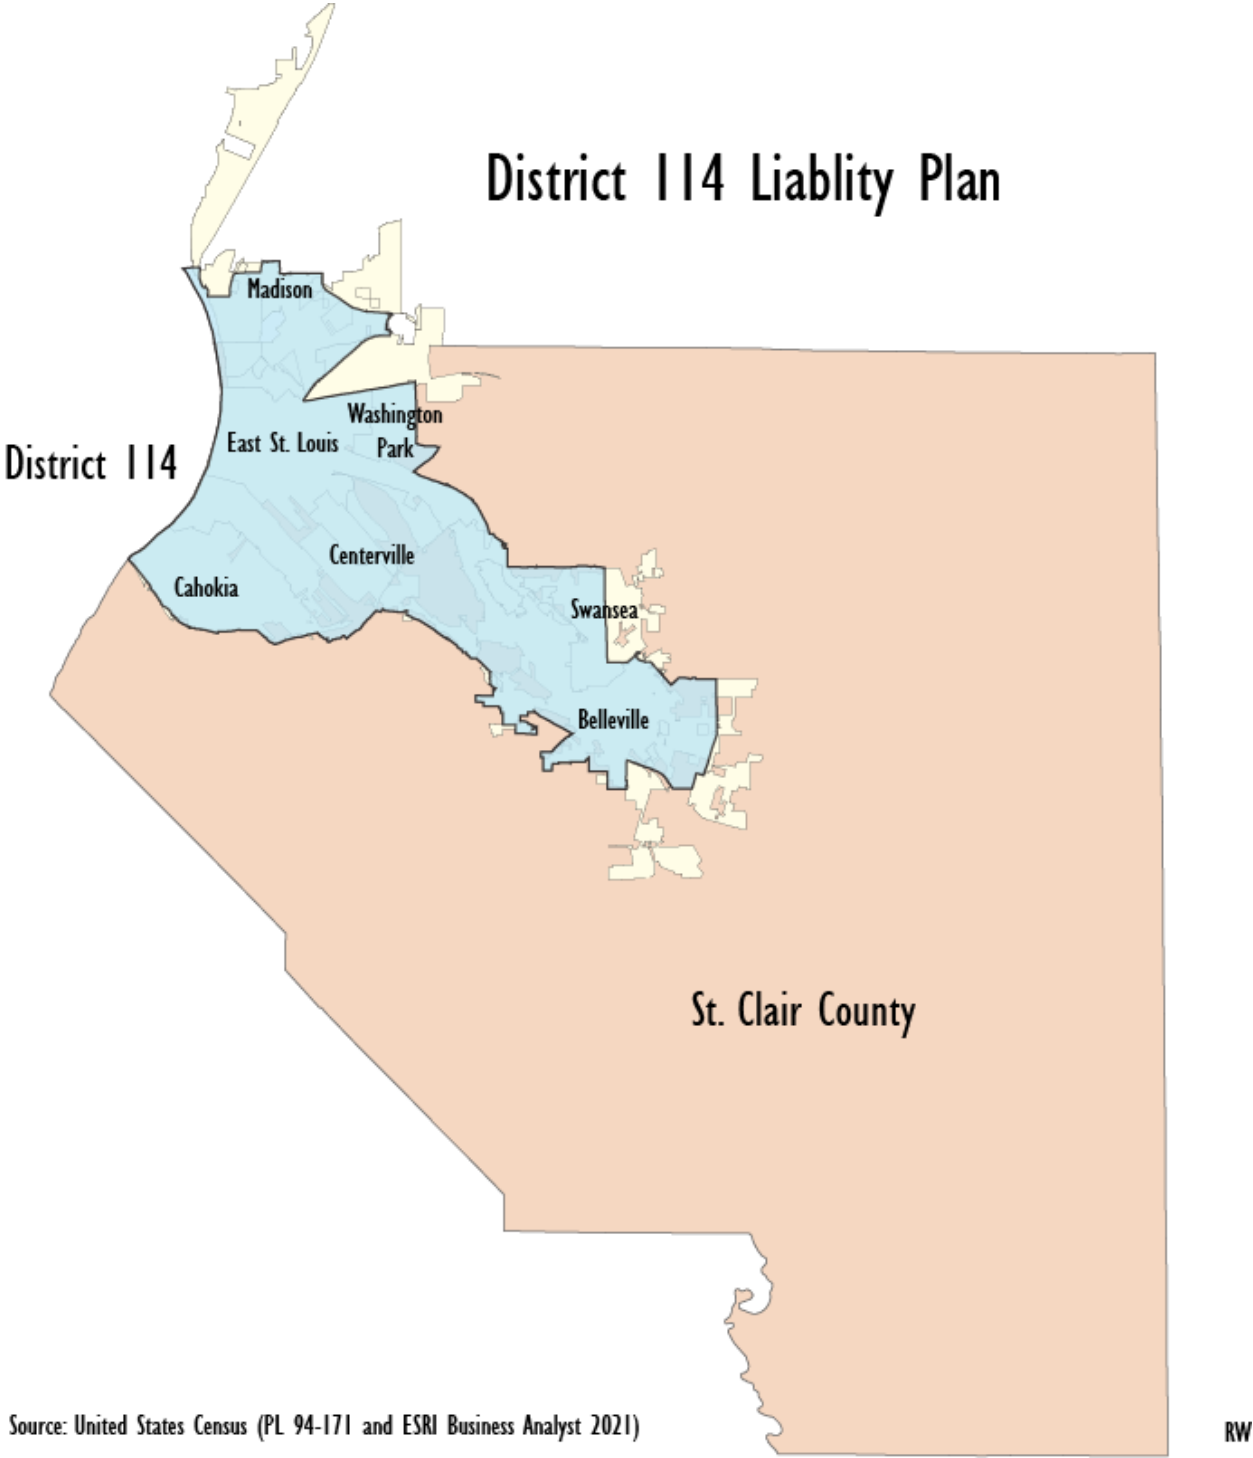 District 114 Liablity Plan
Madison
Washington
Park
East St. Louis
District 114
Centerville
Cahokia
Swansea
Belleville
St. Clair County
Source: United States Census (PL 94-171 and ESRI Business Analyst 2021)
RW